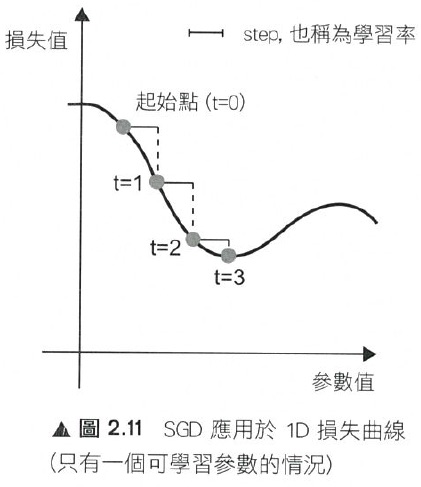 損失值
step, 也稱為學習率
起始點 (t=0)
t=1
t=2
t=3
參數值
▲ 圖 2.11 SGD 應用於 1D 損失曲線
(只有一個可學習參數的情況)